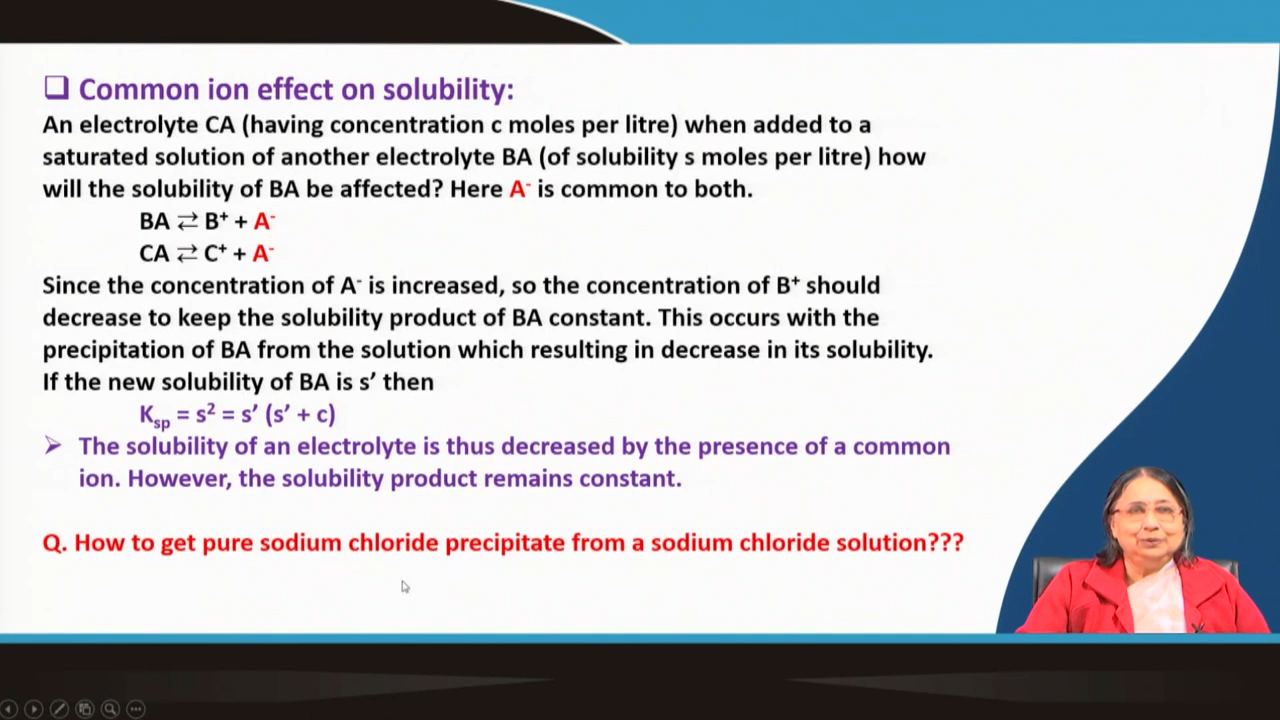 Common ion effect on solubility:
An electrolyte CA (having concentration c moles per litre) when added to a
saturated solution of another electrolyte BA (of solubility s moles per litre) how
will the solubility of BA be affected? Here A⁻ is common to both.
BA ⇄ B⁺ + A⁻
CA ⇄ C⁺ + A⁻
Since the concentration of A⁻ is increased, so the concentration of B⁺ should
decrease to keep the solubility product of BA constant. This occurs with the
precipitation of BA from the solution which resulting in decrease in its solubility.
If the new solubility of BA is s’ then
Kₛₚ = s² = s’ (s’ + c)
➢ The solubility of an electrolyte is thus decreased by the presence of a common
ion. However, the solubility product remains constant.
Q. How to get pure sodium chloride precipitate from a sodium chloride solution???